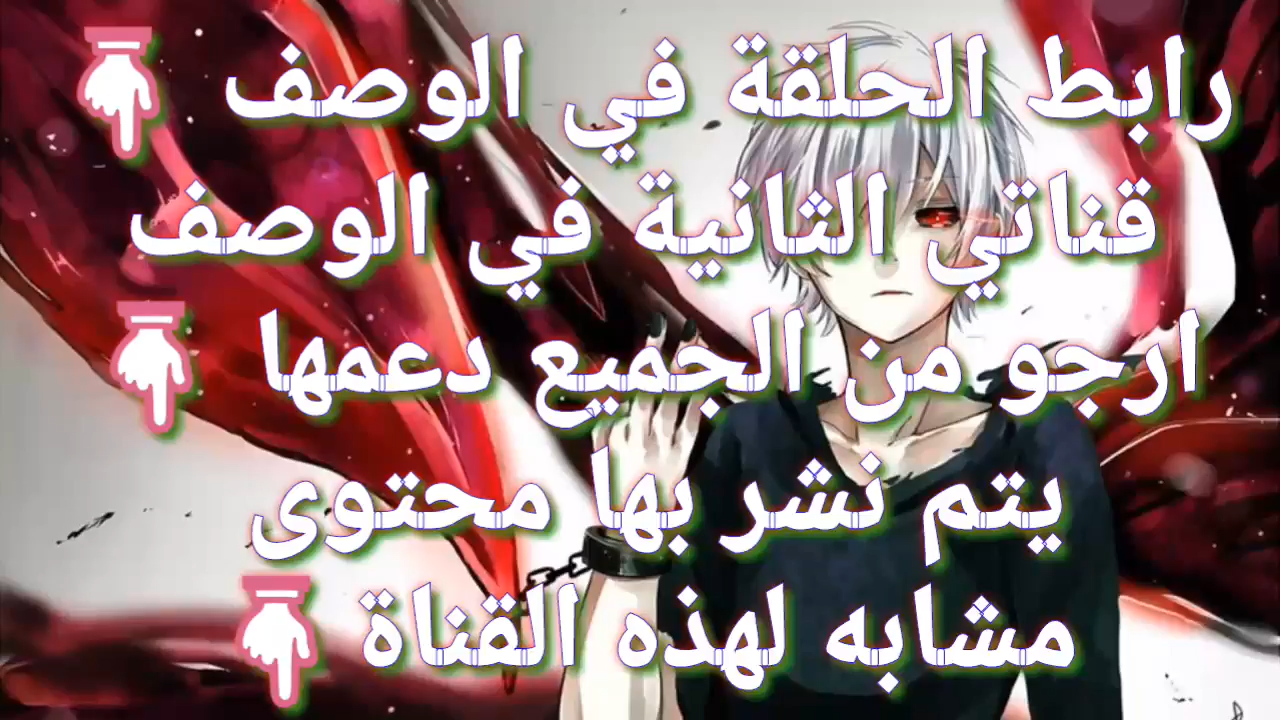 رابط الحلقة في الوصف 👇
قناتي الثانية في الوصف
ارجو من الجميع دعمها 👇
يتم نشر بها محتوى
مشابه لهذه القناة 👇